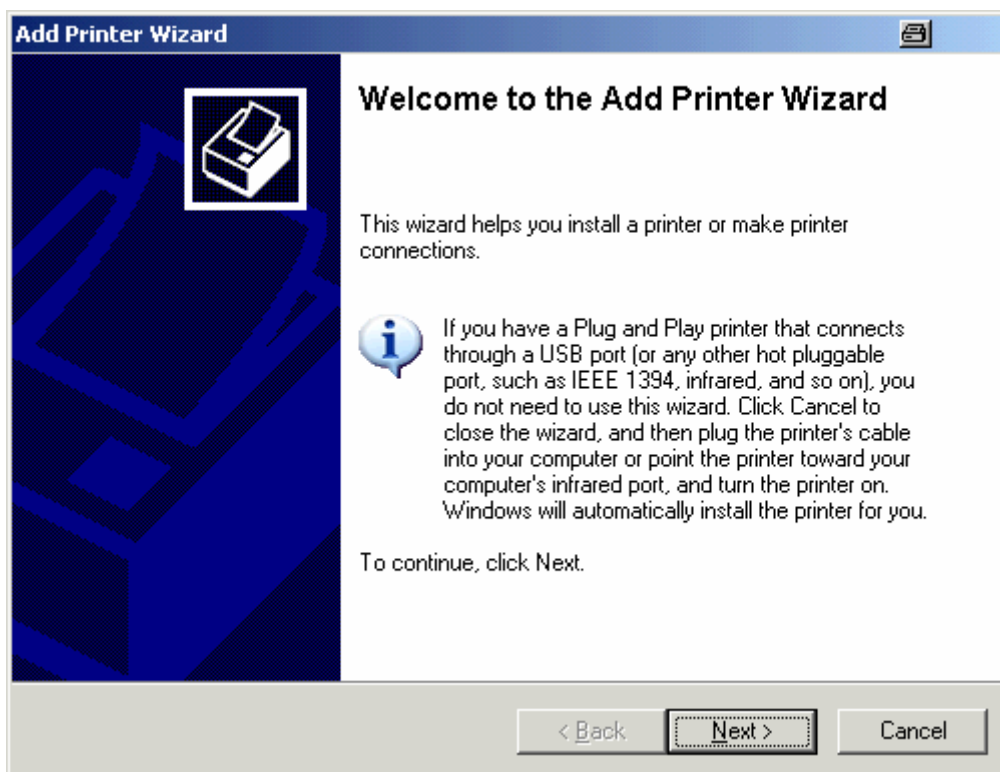 Add Printer Wizard
Welcome to the Add Printer Wizard
This wizard helps you install a printer or make printer
connections.
If you have a Plug and Play printer that connects
through a USB port (or any other hot pluggable
port, such as IEEE 1394, infrared, and so on), you
do not need to use this wizard. Click Cancel to
close the wizard, and then plug the printer's cable
into your computer or point the printer toward your
computer's infrared port, and turn the printer on.
Windows will automatically install the printer for you.
To continue, click Next.
< Back
Next >
Cancel